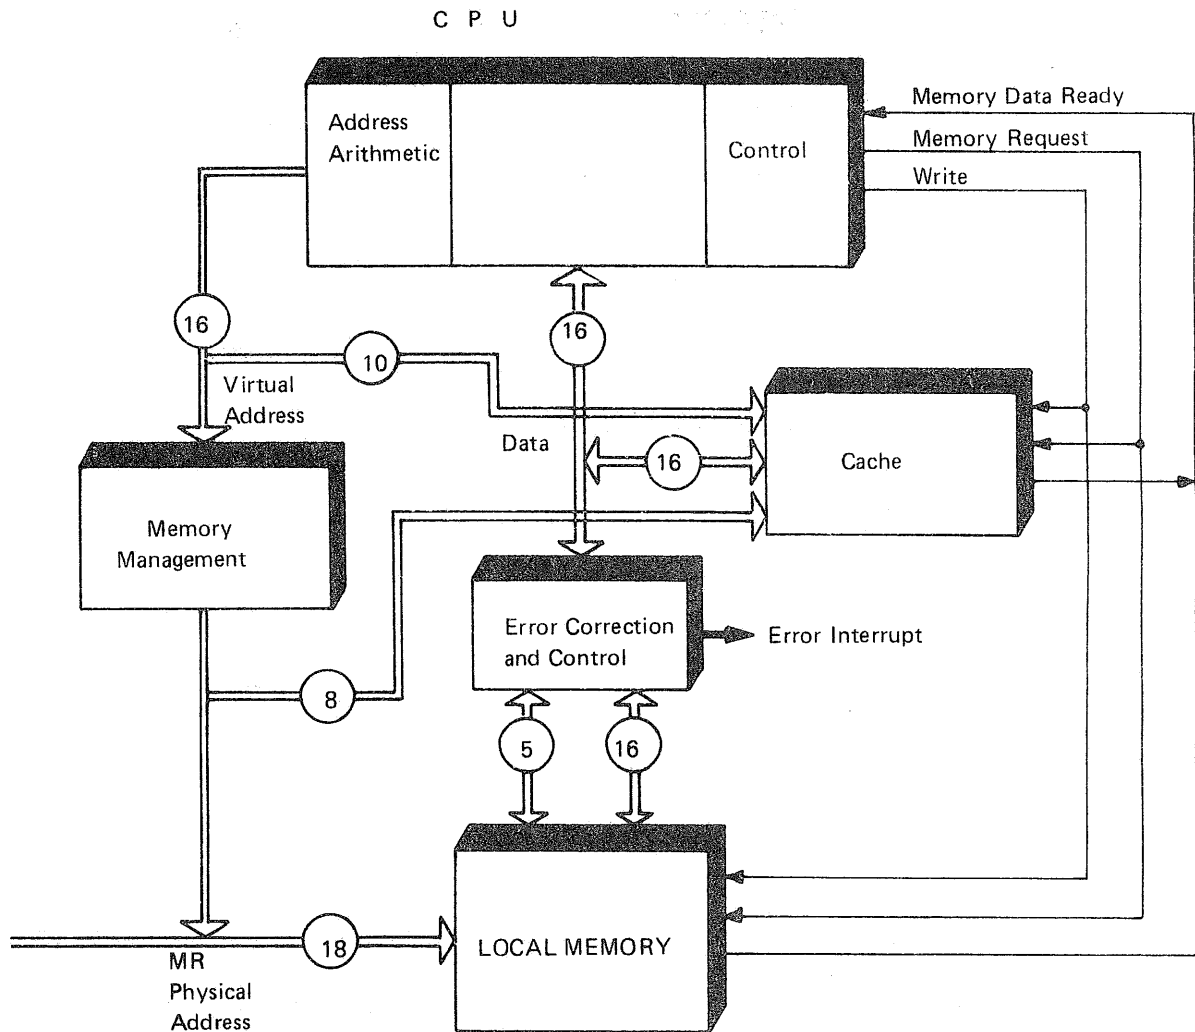 C P U
Address
Arithmetic
Control
Memory Data Ready
Memory Request
Write
16
16
10
Virtual
Address
Data
16
Cache
Memory
Management
Error Correction
and Control
Error Interrupt
8
5
16
18
LOCAL MEMORY
MR
Physical
Address